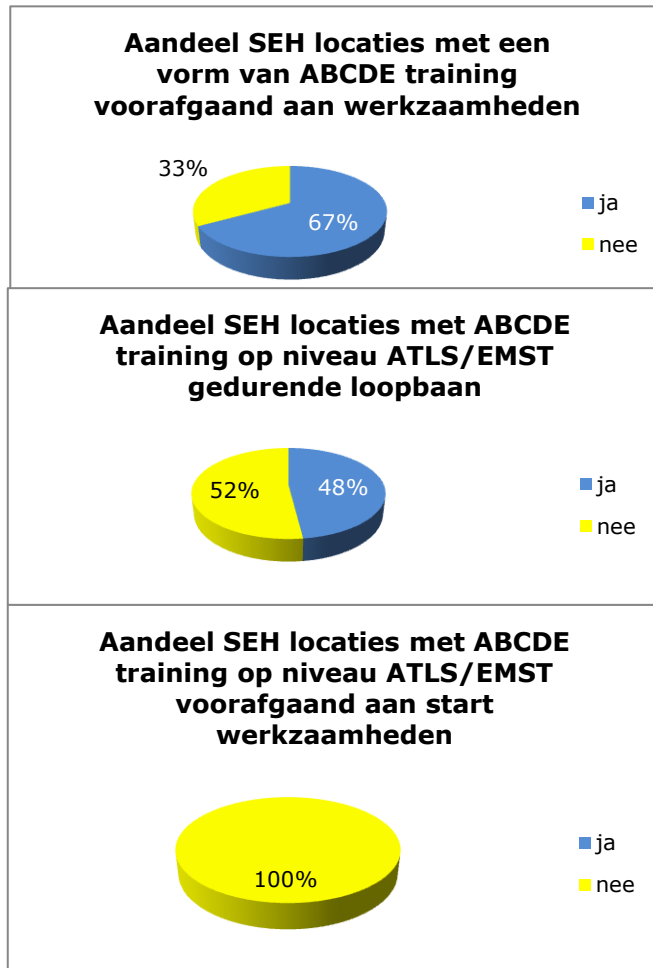 Aandeel SEH locaties met een
vorm van ABCDE training
voorafgaand aan werkzaamheden
33%
67%
ja
nee
Aandeel SEH locaties met ABCDE
training op niveau ATLS/EMST
gedurende loopbaan
52%
48%
ja
nee
Aandeel SEH locaties met ABCDE
training op niveau ATLS/EMST
voorafgaand aan start
werkzaamheden
100%
ja
nee